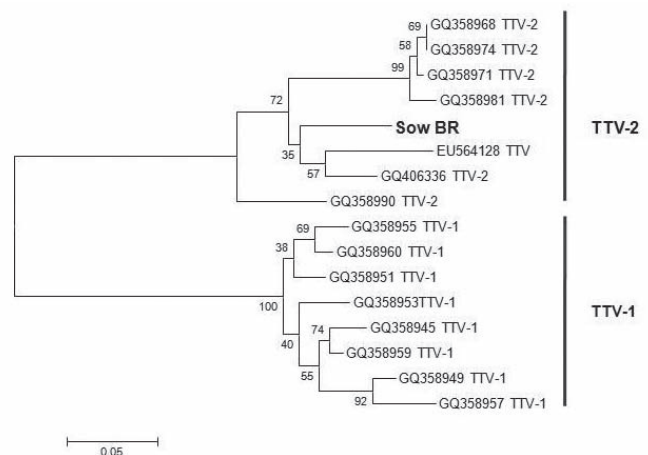 69 GQ358968 TTV-2
58 GQ358974 TTV-2
99 GQ358971 TTV-2
72 GQ358981 TTV-2
Sow BR TTV-2
35 EU564128 TTV
57 GQ406336 TTV-2
GQ358990 TTV-2
69 GQ358955 TTV-1
38 GQ358960 TTV-1
GQ358951 TTV-1
100 GQ358953TTV-1 TTV-1
74 GQ358945 TTV-1
40 GQ358959 TTV-1
55 GQ358949 TTV-1
92 GQ358957 TTV-1
0.05